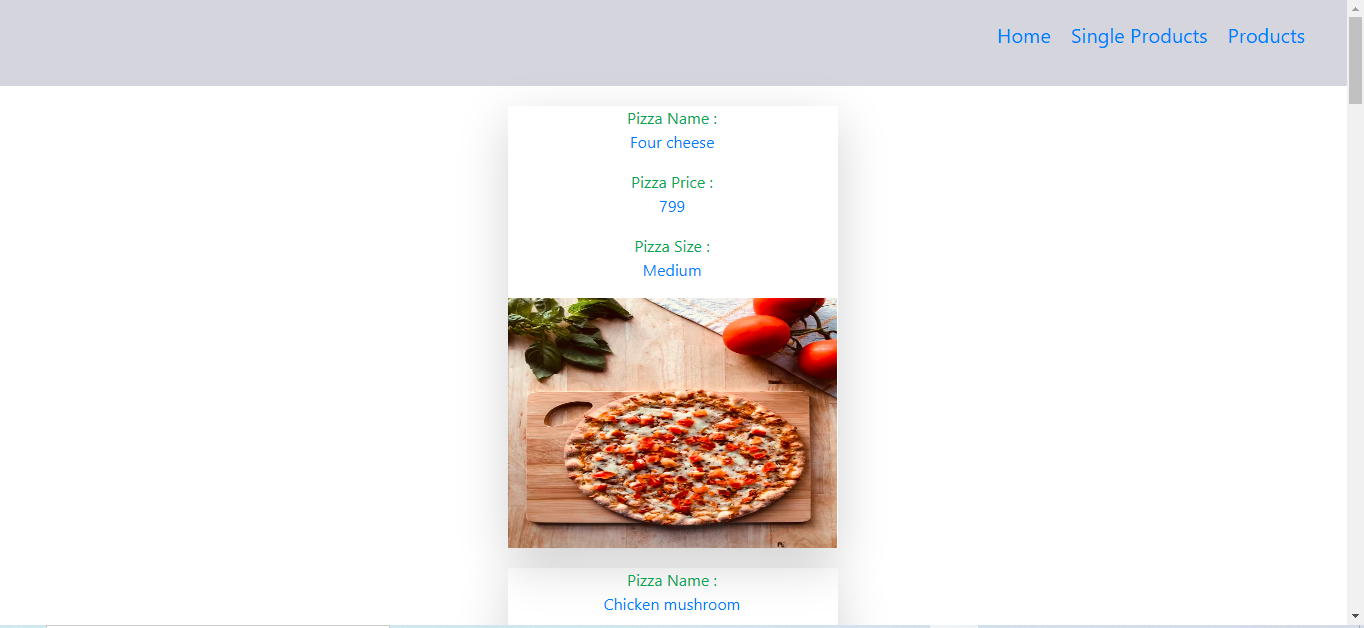 Home Single Products Products
Pizza Name :
Four cheese
Pizza Price :
799
Pizza Size :
Medium
Pizza Name :
Chicken mushroom